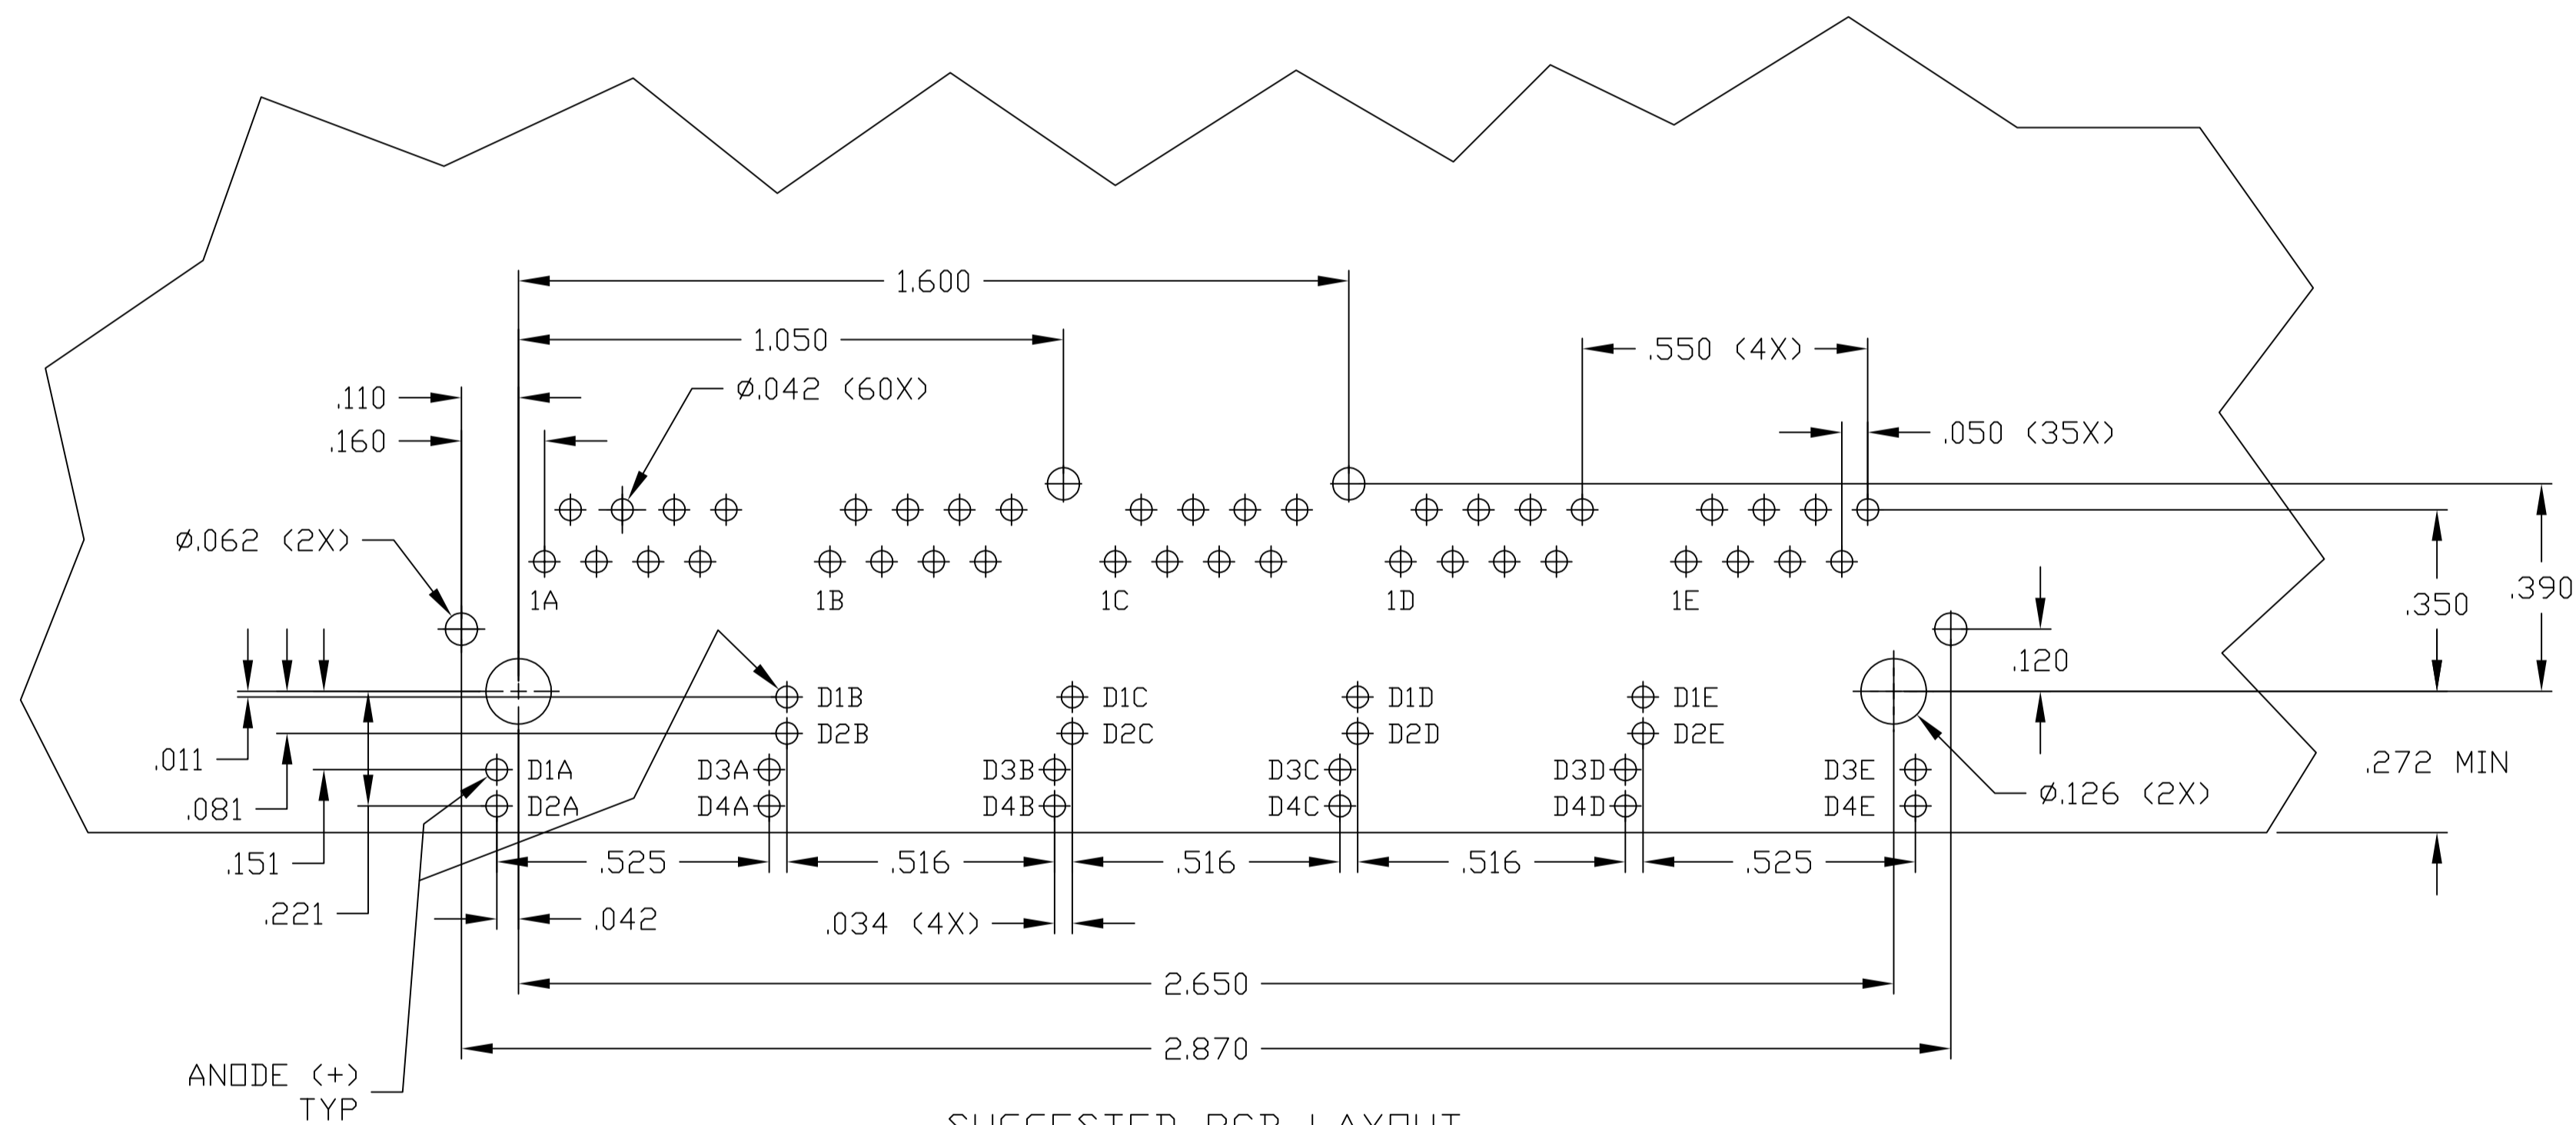 1.600
1.050
.550 (4X)
.110
Ø.042 (60X)
.160
.050 (35X)
Ø.062 (2X)
.390
.350
1A 1B 1C 1D 1E
.120
D1B D1C D1D D1E
D2B D2C D2D D2E
.011
D1A D3A D3B D3C D3D D3E
.272 MIN
.081
D2A D4A D4B D4C D4D D4E
Ø.126 (2X)
.151
.525 .516 .516 .516 .525
.221
.042
.034 (4X)
2.650
2.870
ANODE (+)
TYP
SUGGESTED PCB LAYOUT